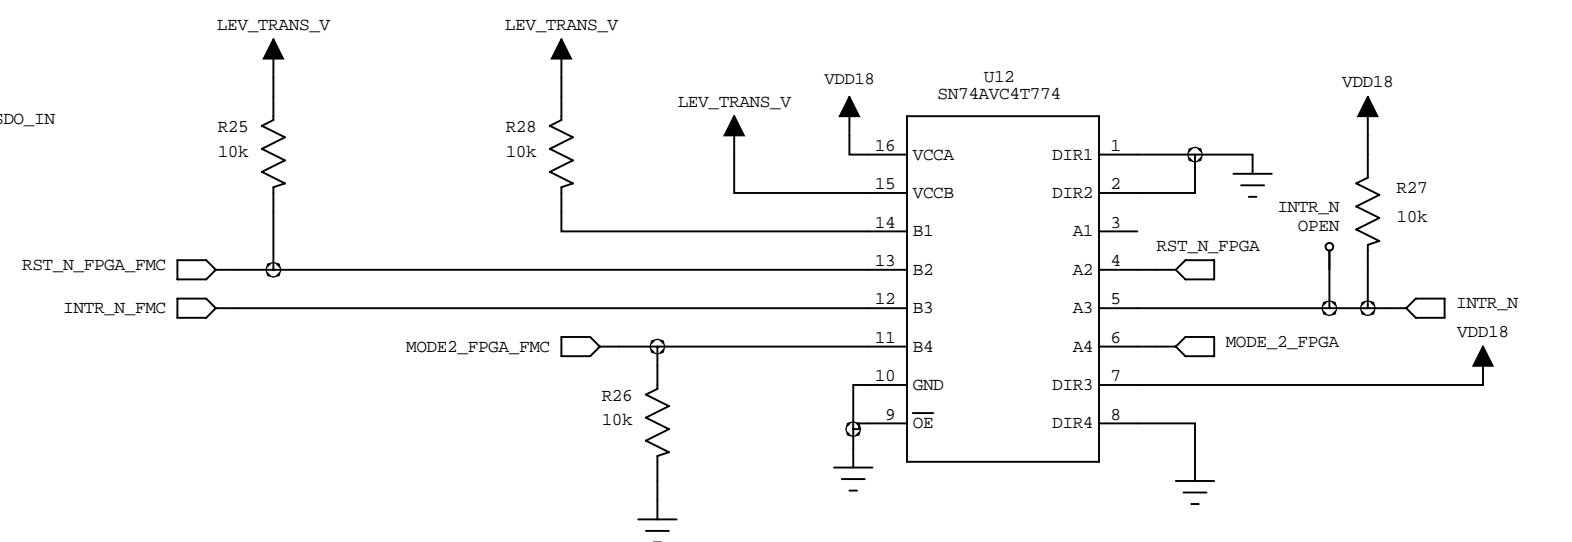 LEV_TRANS_V
LEV_TRANS_V
U12
SN74AVC4T774
VDD18
VDD18
LEV_TRANS_V
SDO_IN
R25
10k
R28
10k
16
VCCA
DIR1
1
15
VCCB
DIR2
2
R27
10k
INTR_N
OPEN
14
B1
A1
3
RST_N_FPGA
RST_N_FPGA_FMC
13
B2
A2
4
INTR_N_FMC
12
B3
A3
5
INTR_N
MODE2_FPGA_FMC
11
B4
A4
6
MODE_2_FPGA
VDD18
10
GND
DIR3
7
R26
10k
9
OE
DIR4
8